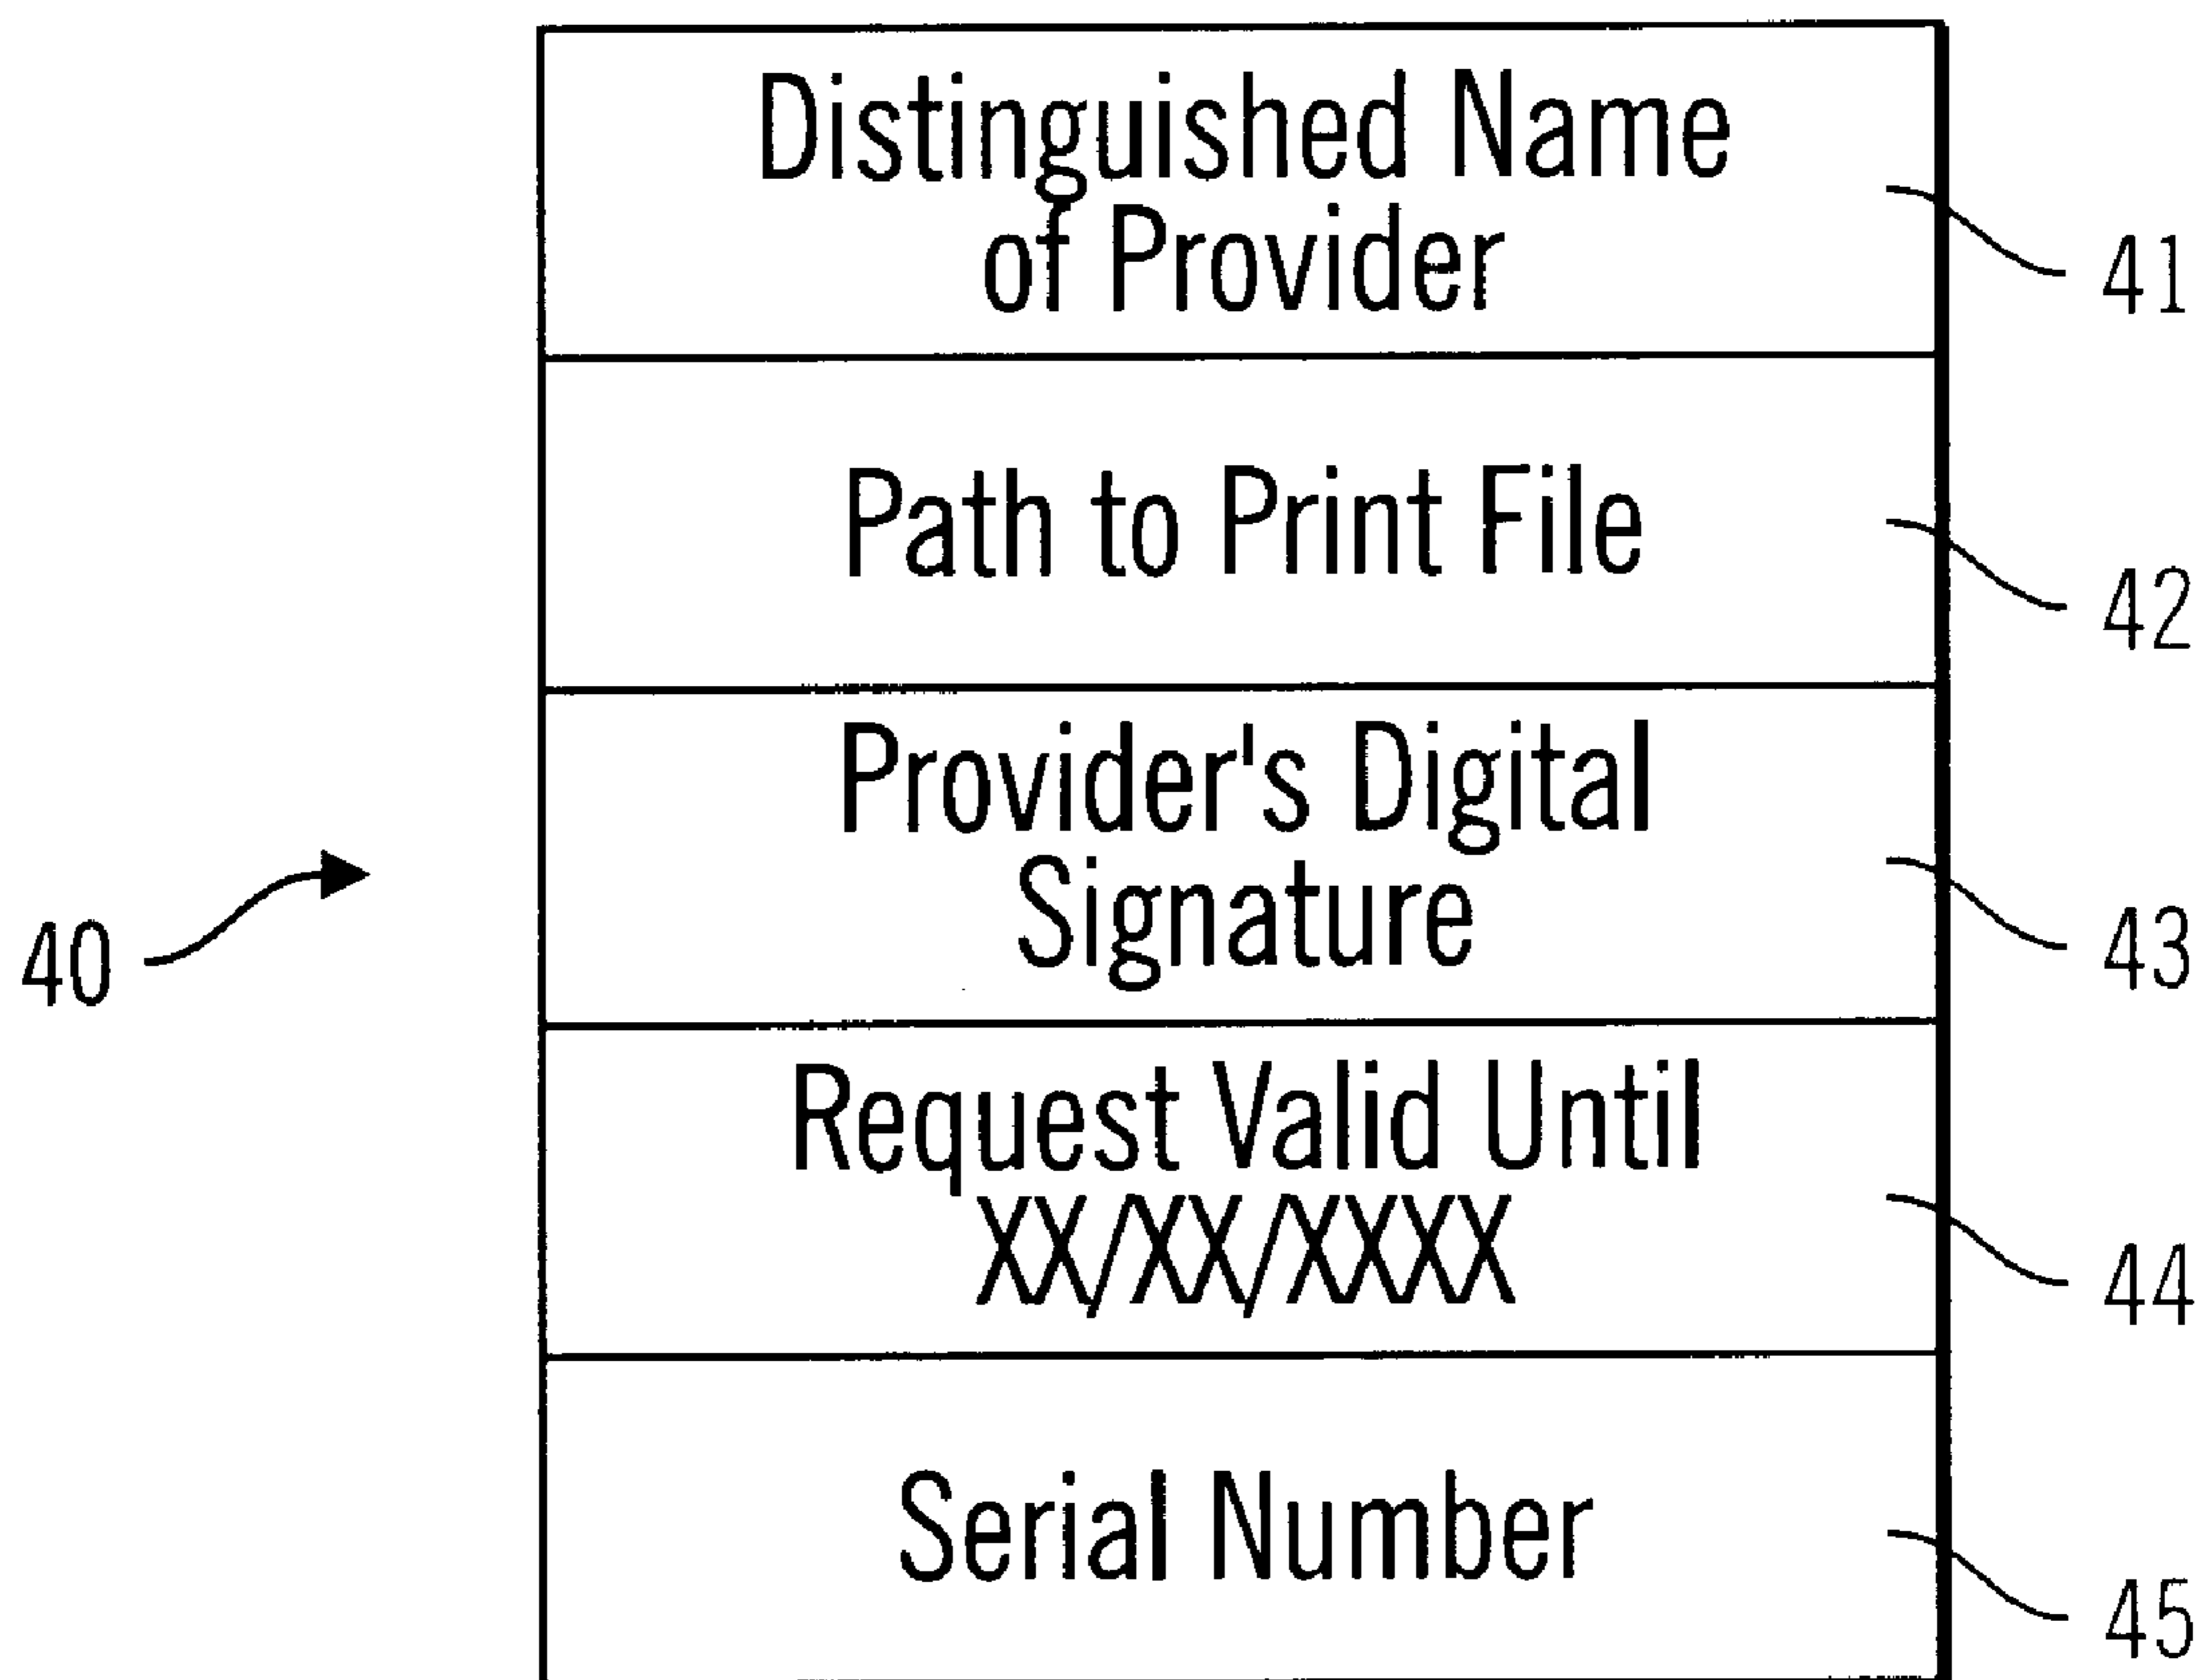 Distinguished Name
of Provider
41
Path to Print File
42
Provider's Digital
Signature
43
40
Request Valid Until
XX/XX/XXXX
44
Serial Number
45